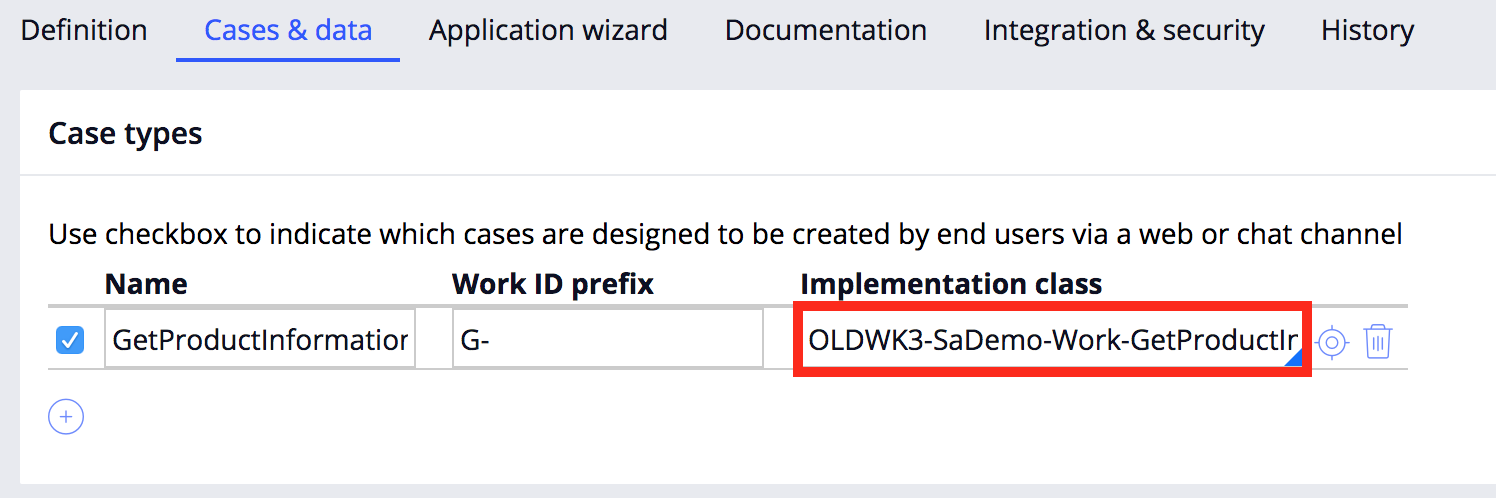 Definition Cases & data Application wizard Documentation Integration & security History
Case types
Use checkbox to indicate which cases are designed to be created by end users via a web or chat channel
Name Work ID prefix Implementation class
GetProductInformation G- OLDWK3-SaDemo-Work-GetProductIn